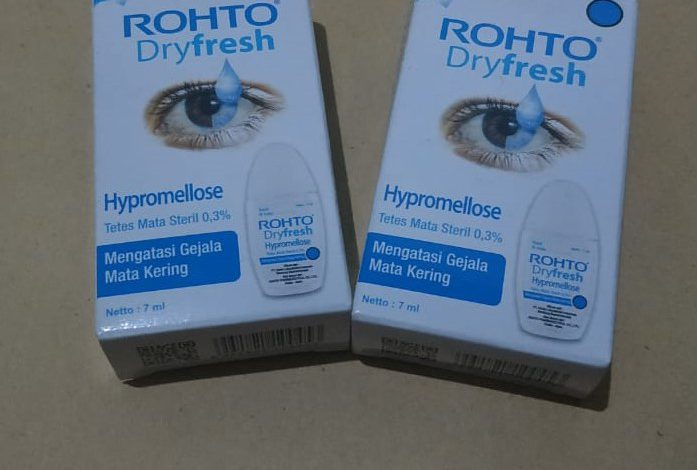 ROHTO®
Dryfresh
Hypromellose
Tetes Mata Steril 0,3%
Mengatasi Gejala
Mata Kering
Netto : 7 ml
ROHTO
Dryfresh
Hypromellose
ROHTO®
Dryfresh
Hypromellose
Tetes Mata Steril 0,3%
Mengatasi Gejala
Mata Kering
Netto : 7 ml
ROHTO
Dryfresh
Hypromellose